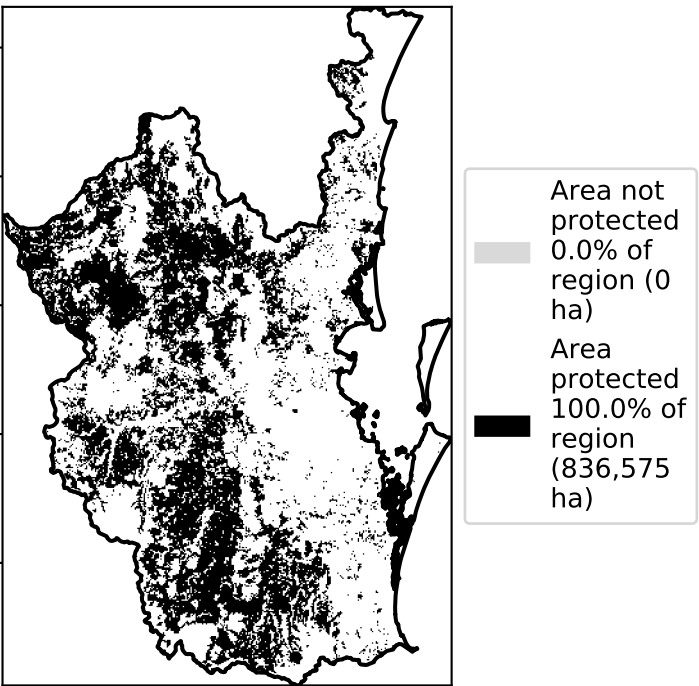 Area not
protected
0.0% of
region (0
ha)
Area
protected
100.0% of
region
(836,575
ha)